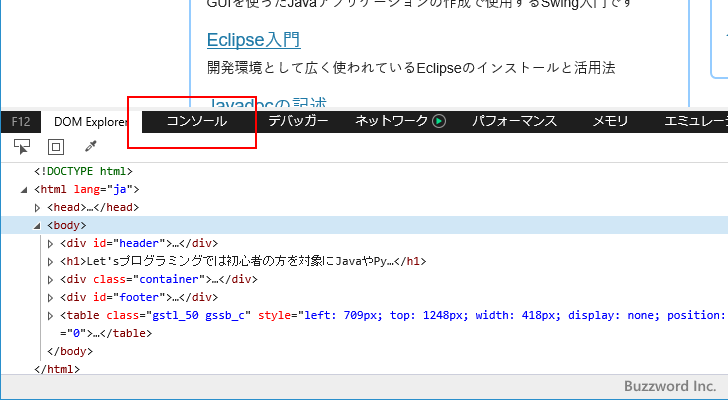 GUIを使ったJavaアプリケーションの作成で使用するSwing入門です
Eclipse入門
開発環境として広く使われているEclipseのインストールと活用法
Javadocの記述
F12 DOM Explorer コンソール デバッガー ネットワーク パフォーマンス メモリ エミュレー
<!DOCTYPE html>
<html lang="ja">
<head>…</head>
<body>
<div id="header">…</div>
<h1>Let'sプログラミングでは初心者の方を対象にJavaやPy…</h1>
<div class="container">…</div>
<div id="footer">…</div>
<table class="gstl_50 gssb_c" style="left: 709px; top: 1248px; width: 418px; display: none; position:
="0">…</table>
</body>
</html>
Buzzword Inc.